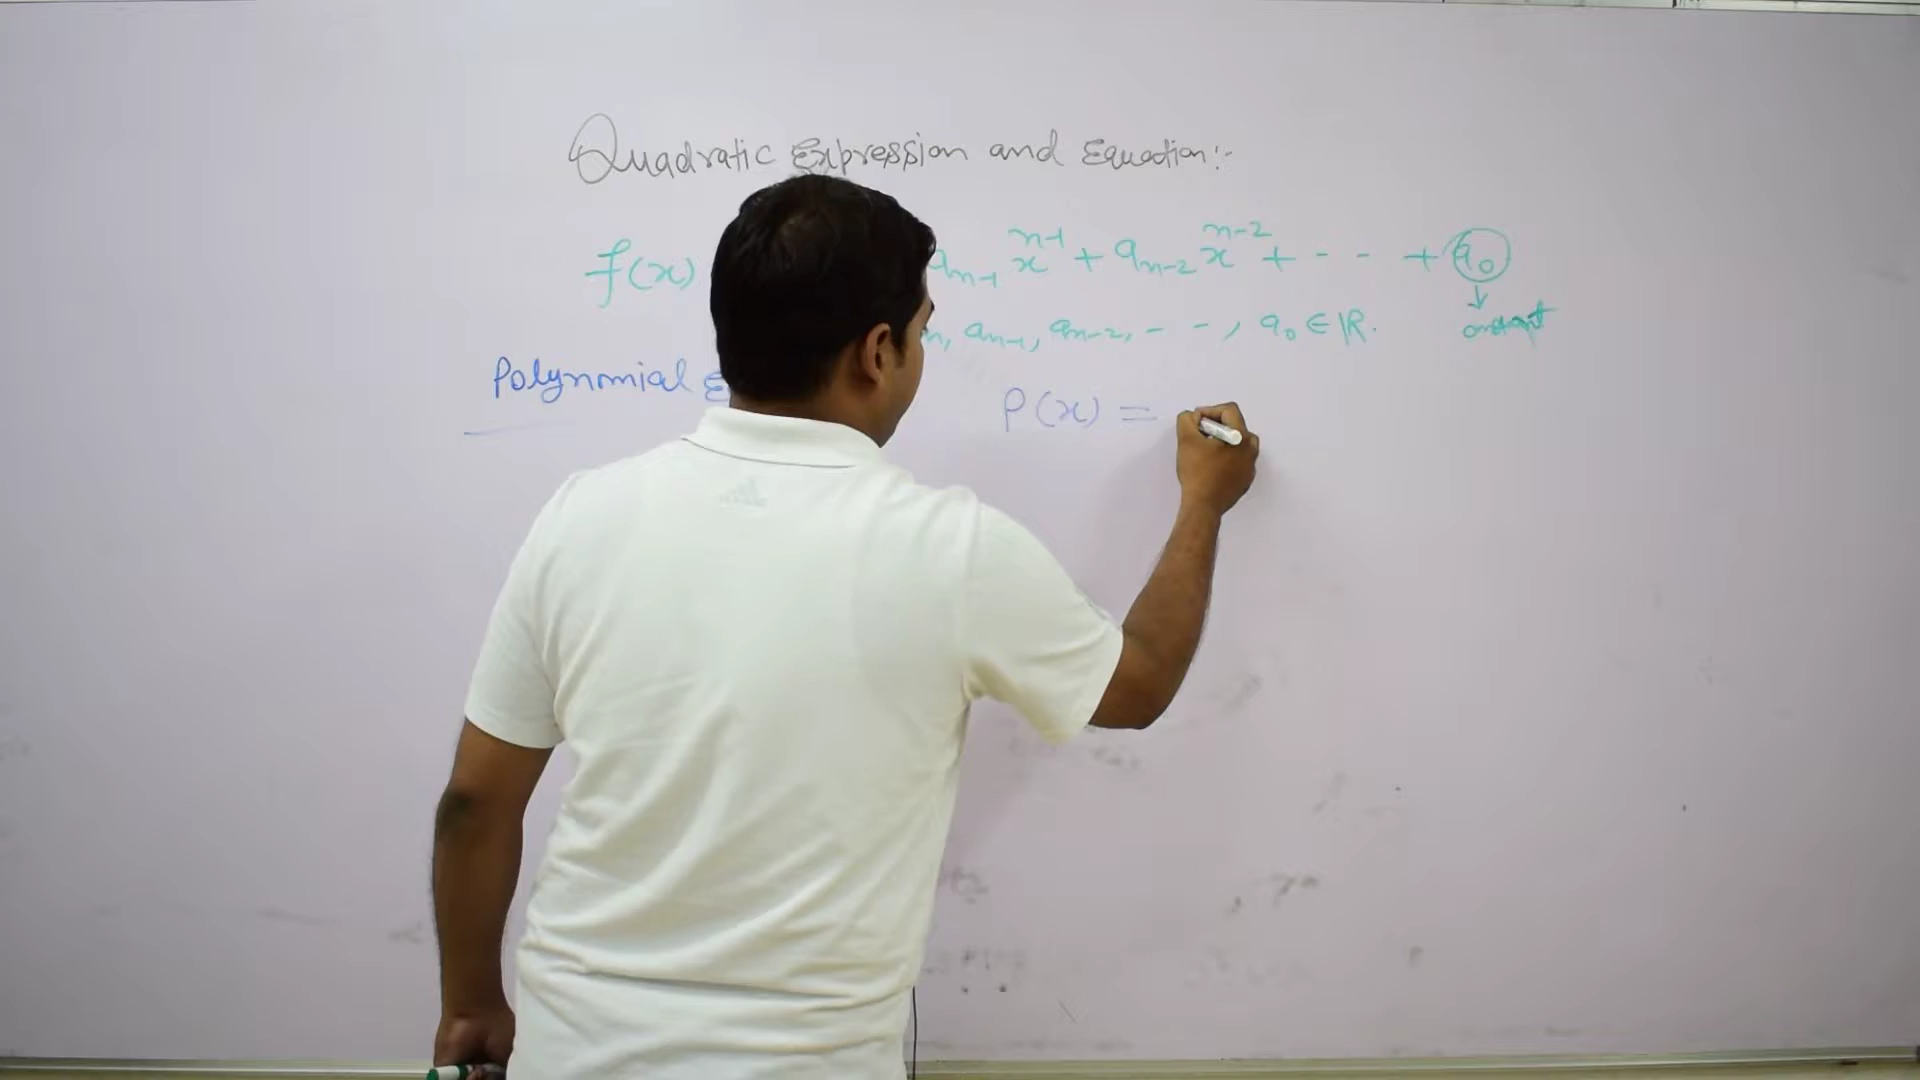 Quadratic Expression and Equation:-
f(x) aₙ₋₁ xⁿ⁻¹ + aₙ₋₂ xⁿ⁻² + - - + a₀
n, aₙ₋₁, aₙ₋₂, - - , a₀ ∈ ℝ. constant
Polynomial E
P(x) =